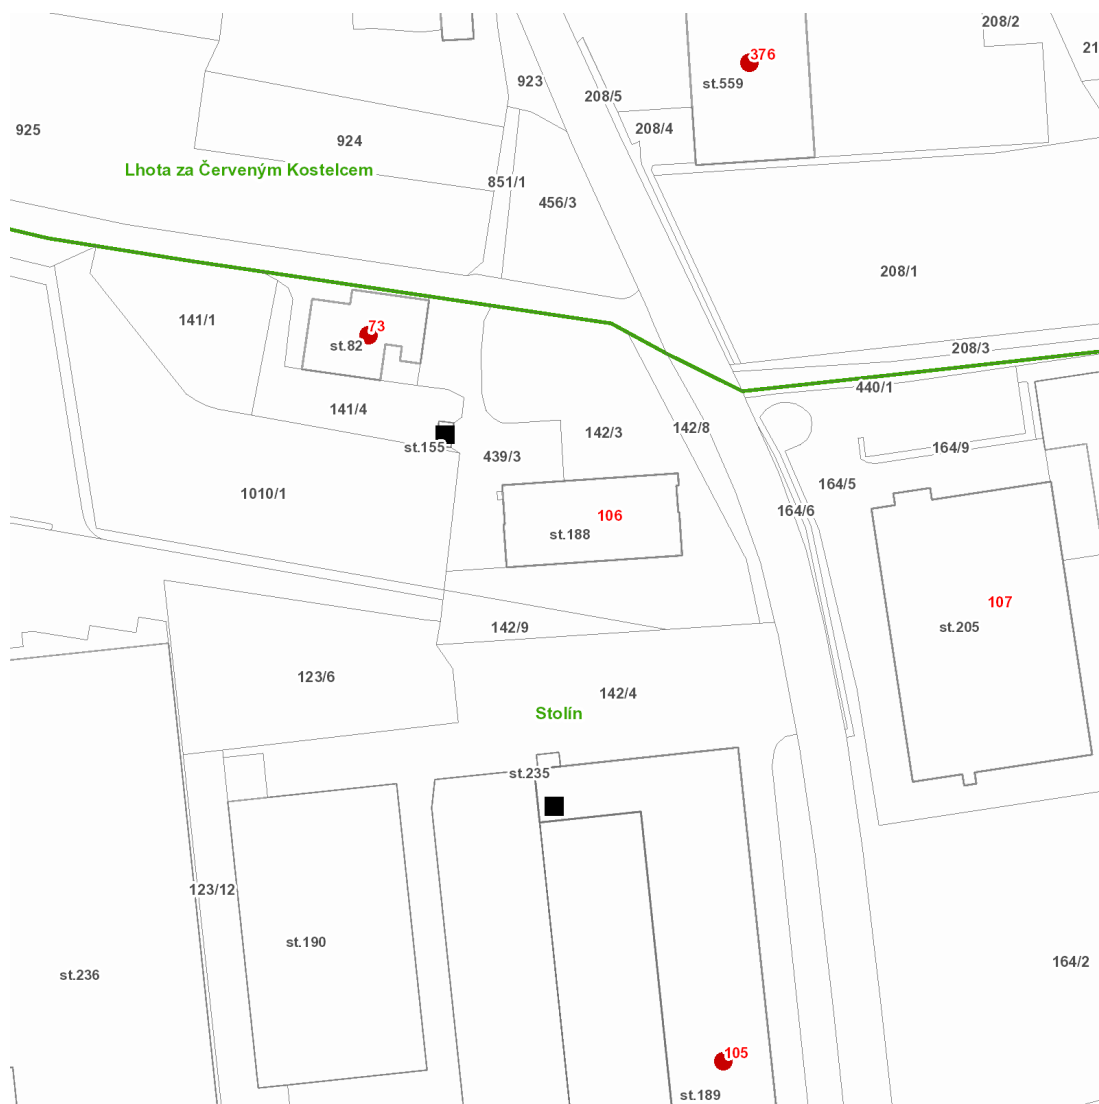 208/2
21
376
st.559
923
208/5
925
208/4
924
Lhota za Červeným Kostelcem
851/1
456/3
208/1
141/1
73
st.82
208/3
440/1
141/4
142/8
142/3
st.155
164/9
439/3
164/5
1010/1
106
164/6
st.188
107
142/9
st.205
123/6
142/4
Stolín
st.235
123/12
st.190
164/2
st.236
105
st.189